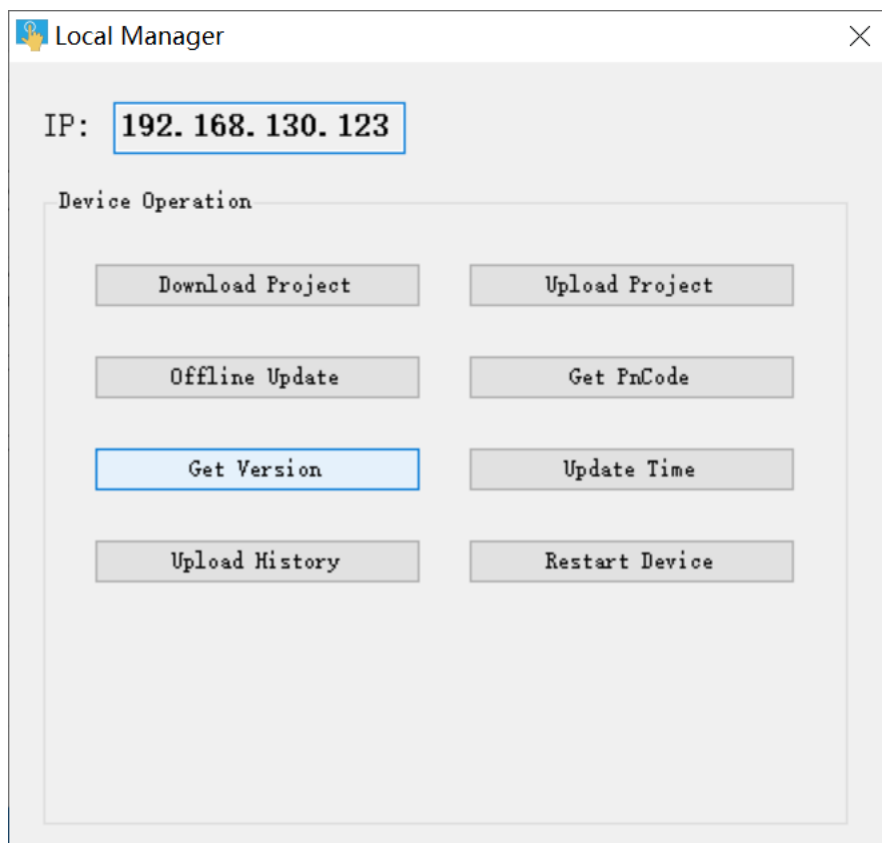 Local Manager
IP: 192.168.130.123
Device Operation
Download Project Upload Project
Offline Update Get PnCode
Get Version Update Time
Upload History Restart Device